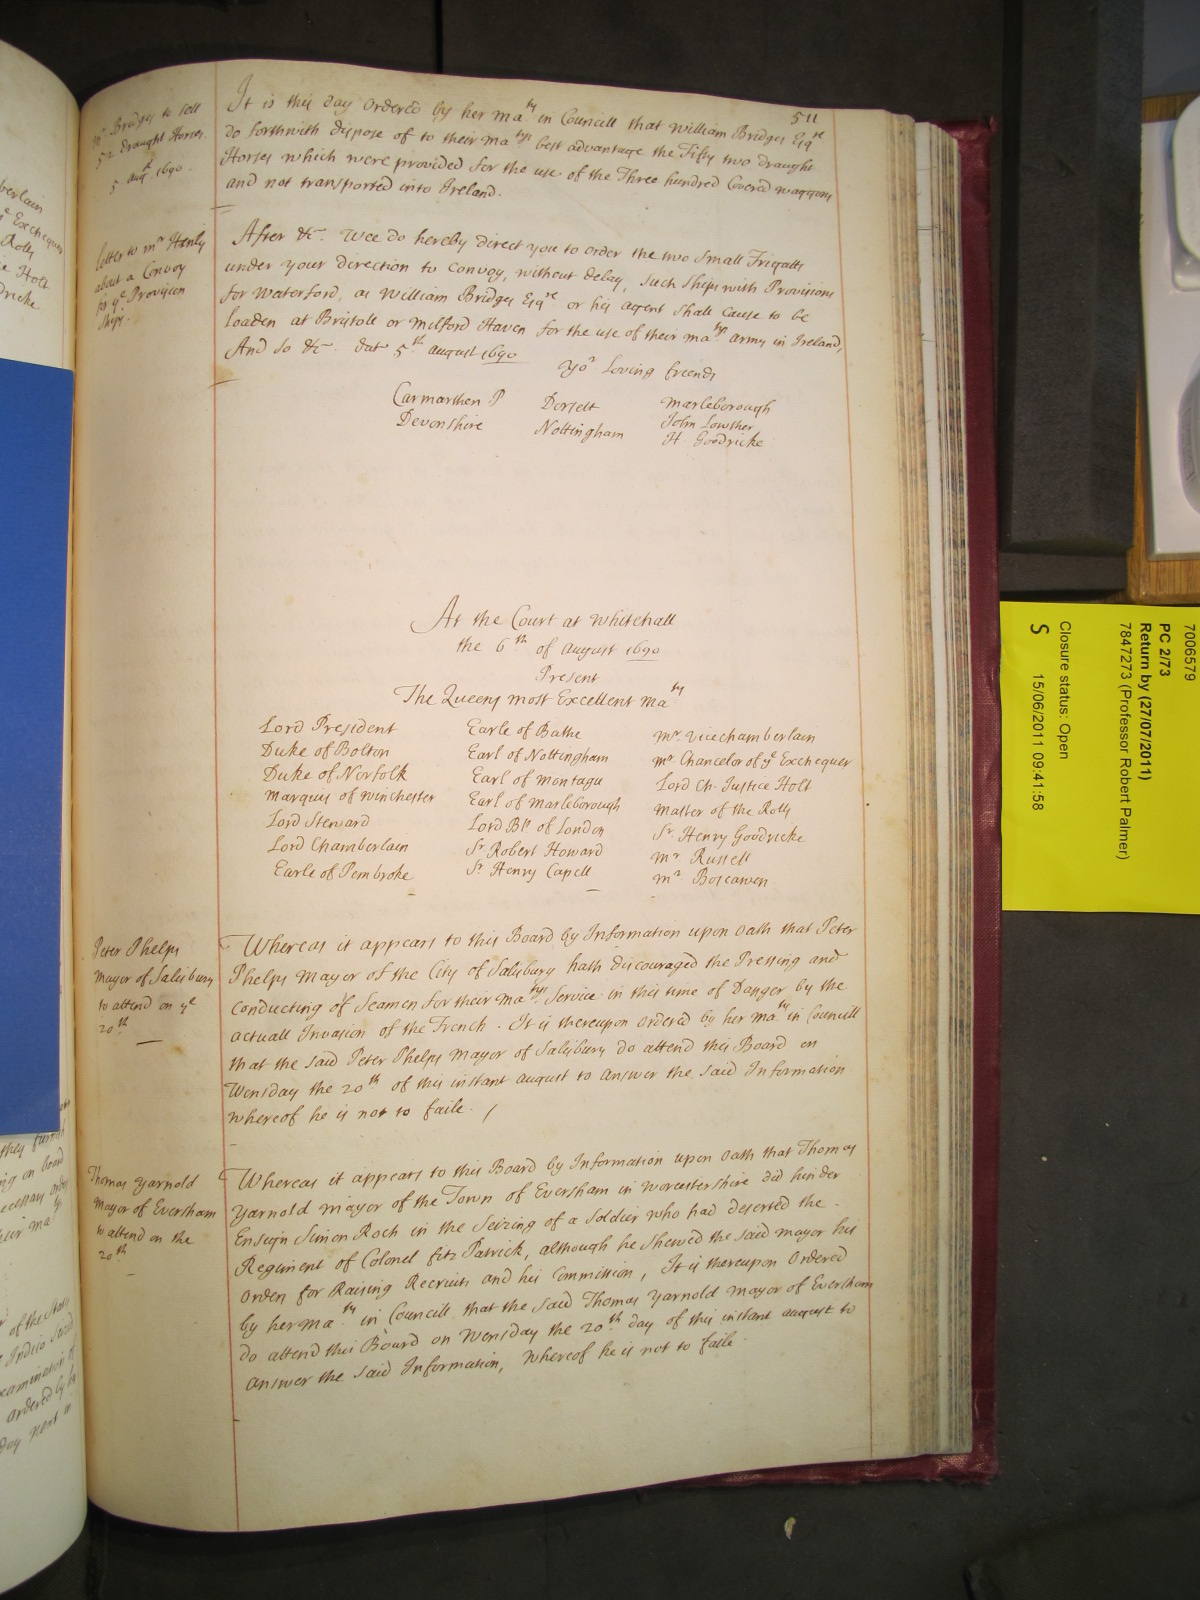 511
mr Bridges to sell
52 draught Horses.
5 augt. 1690.
It is this day ordered by her Maty in Councill that William Bridges Esqre
do forthwith dispose of to their Matys best advantage the Fifty two draught
Horses which were provided for the use of the Three hundred Covered waggons
and not transported into Ireland.
letter to mr Henly
about a Convoy
for ye Provision
Ships.
After &c. Wee do hereby direct you to order the two small Frigatts
under your direction to Convoy, without delay, such Ships with Provisions
for Waterford, as William Bridges Esqre or his agent shall cause to be
loaden at Bristoll or Milford Haven for the use of their Matys army in Ireland,
And so &c. dat 5th august 1690
Yor Loving friends
Carmarthen P Dorsett Marleborough
Devonshire Nottingham John Lowther
H Goodricke
At the Court at Whitehall
the 6th of august 1690
Present
The Queens most Excellent Maty
Lord President Earle of Bathe Mr. Vicechamberlain
Duke of Bolton Earl of Nottingham Mr Chancelor of ye Exchequer
Duke of Norfolk Earl of Montagu Lord Ch. Justice Holt
Marquis of Winchester Earl of Marleborough Master of the Rolls
Lord Steward Lord Bp of London Sr. Henry Goodricke
Lord Chamberlain Sr. Robert Howard Mr. Russell
Earle of Pembroke Sr. Henry Capell Mr. Boscawen
Peter Phelps
Mayor of Salisbury
to attend on ye
20th
Whereas it appears to this Board by Information upon oath that Peter
Phelps Mayor of the City of Salisbury hath discouraged the Pressing and
conducting of Seamen for their Matys Service in this time of Danger by the
actuall Invasion of the French. It is thereupon ordered by her Maty in Councill
that the said Peter Phelps Mayor of Salisbury do attend this Board on
Wensday the 20th of this instant august to answer the said Information
whereof he is not to faile. /
Thomas Yarnold
Mayor of Eversham
to attend on the
20th
Whereas it appears to this Board by Information upon oath that Thomas
Yarnold Mayor of the Town of Eversham in Worcestershire did hinder
Ensign Simon Roch in the Seizing of a Soldier who had deserted the
Regiment of Colonel fitz Patrick, although he shewed the said mayor his
Orden for Raising Recruits and his Commission, It is thereupon Ordered
by her Maty in Councill that the said Thomas Yarnold Mayor of Eversham
do attend this Board on Wensday the 20th day of this instant august to
answer the said Information, whereof he is not to faile.
7006579
PC 2/73
Return by (27/07/2011)
7847273 (Professor Robert Palmer)
Closure status: Open
S 15/06/2011 09:41:58